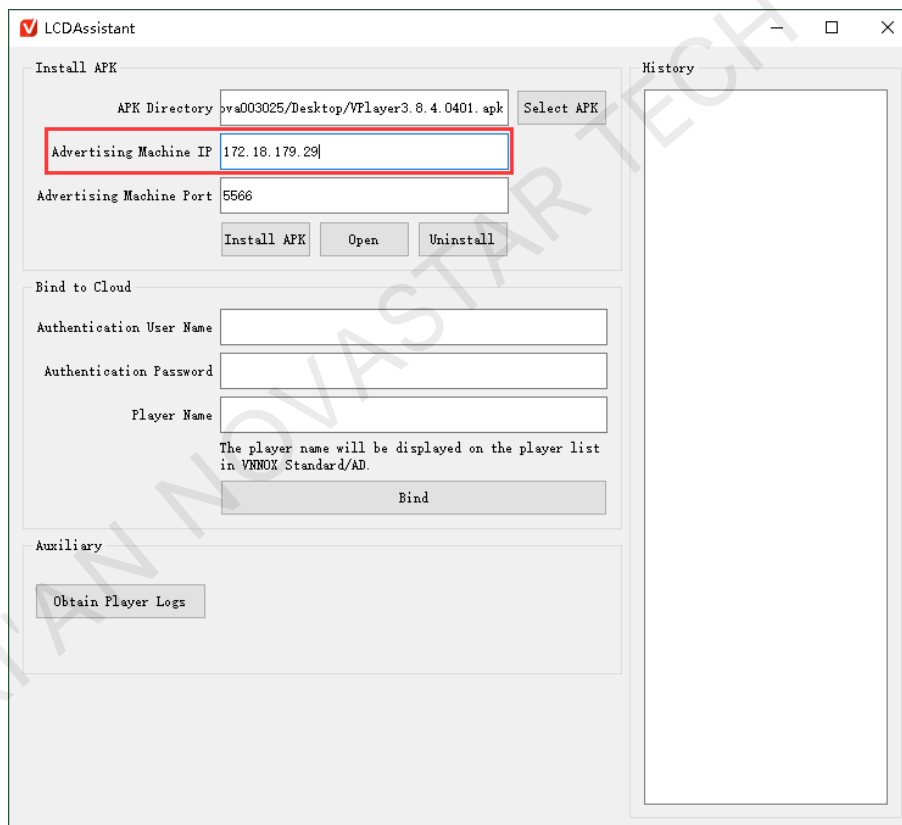 LCDAssistant
Install APK
History
APK Directory
ova003025/Desktop/VPlayer3.8.4.0401.apk
Select APK
Advertising Machine IP
172.18.179.29
Advertising Machine Port
5566
Install APK
Open
Uninstall
Bind to Cloud
Authentication User Name
Authentication Password
Player Name
The player name will be displayed on the player list
in VNNOX Standard/AD.
Bind
Auxiliary
Obtain Player Logs
XI'AN NOVASTAR TECH